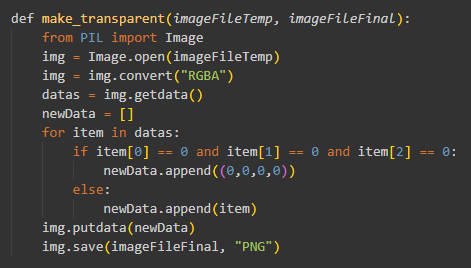 def make_transparent(imageFileTemp, imageFileFinal):
    from PIL import Image
    img = Image.open(imageFileTemp)
    img = img.convert("RGBA")
    datas = img.getdata()
    newData = []
    for item in datas:
        if item[0] == 0 and item[1] == 0 and item[2] == 0:
            newData.append((0,0,0,0))
        else:
            newData.append(item)
    img.putdata(newData)
    img.save(imageFileFinal, "PNG")